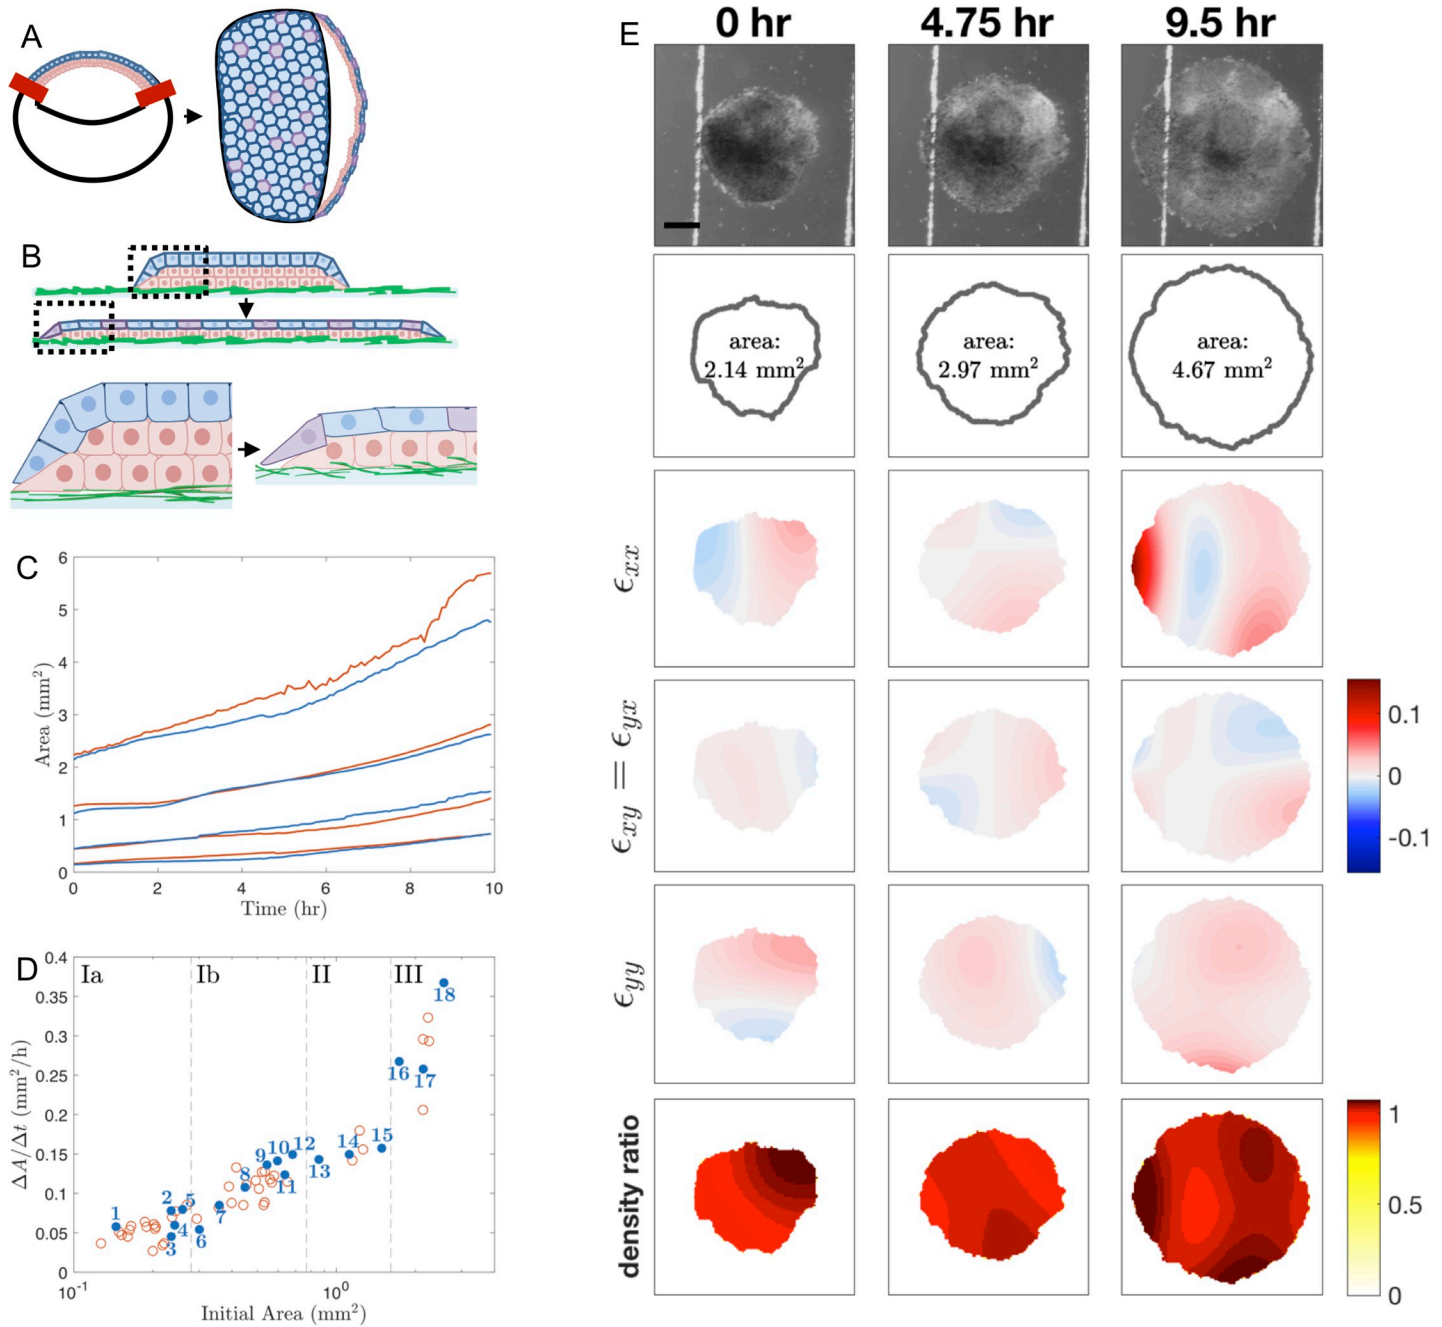 A
B
C
6
5
4
3
2
1
0
Area (mm²)
0 2 4 6 8 10
Time (hr)
D
Ia Ib II III
0.4
0.35
0.3
0.25
0.2
0.15
0.1
0.05
0
ΔA/Δt (mm²/h)
1
2
3
4
5
6
7
8
9
10
11
12
13
14
15
16
17
18
10⁻¹ 10⁰
Initial Area (mm²)
E
0 hr 4.75 hr 9.5 hr
area:
2.14 mm²
area:
2.97 mm²
area:
4.67 mm²
ϵxx
ϵxy = ϵyx
0.1
0
-0.1
ϵyy
density ratio
1
0.5
0